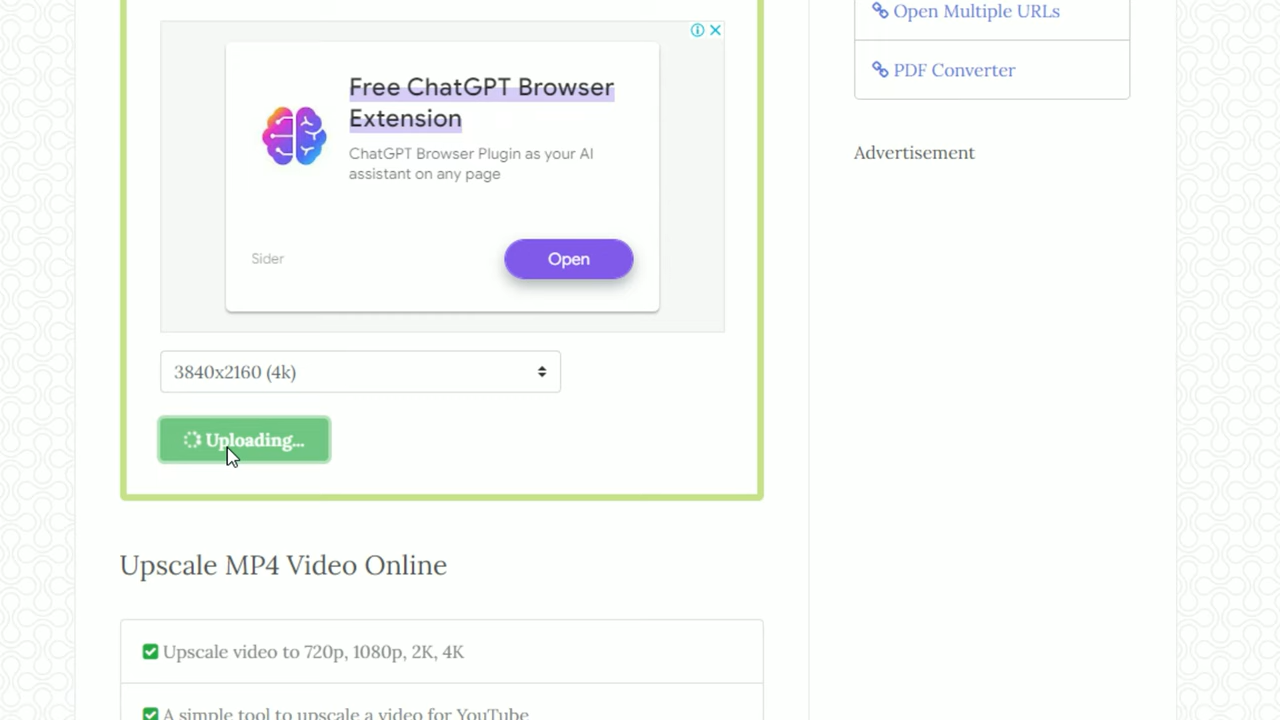 Open Multiple URLs
PDF Converter
Advertisement
Free ChatGPT Browser
Extension
ChatGPT Browser Plugin as your AI
assistant on any page
Sider
Open
3840x2160 (4k)
Uploading...
Upscale MP4 Video Online
Upscale video to 720p, 1080p, 2K, 4K
A simple tool to upscale a video for YouTube